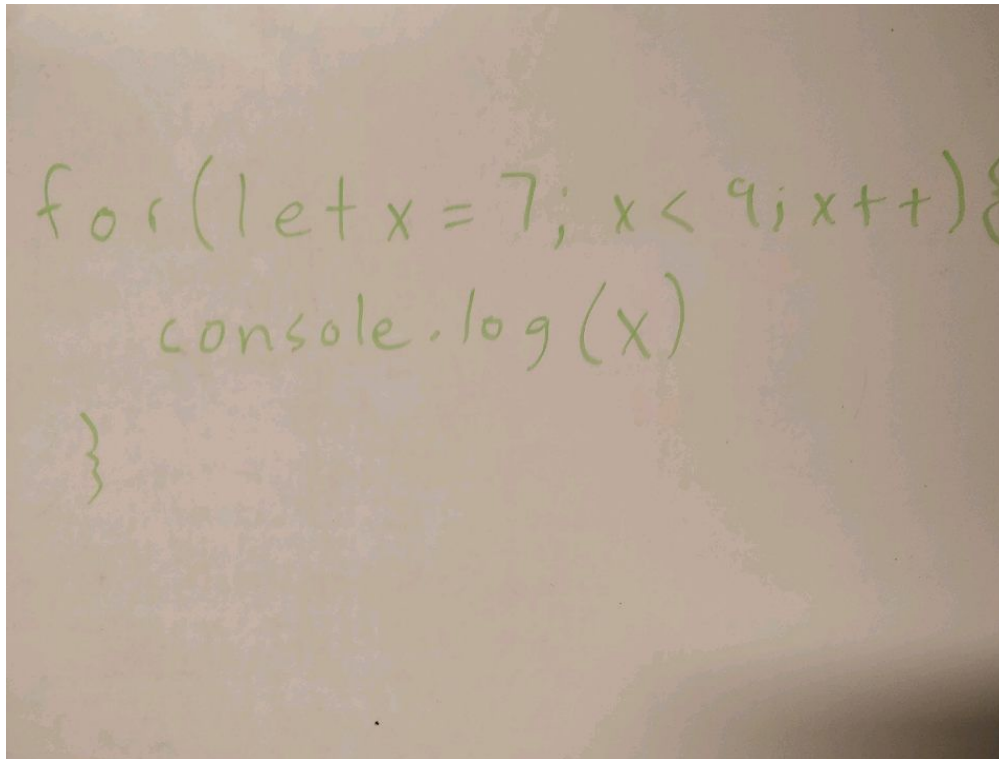 for(let x = 7; x < 9; x++){
console.log(x)
}